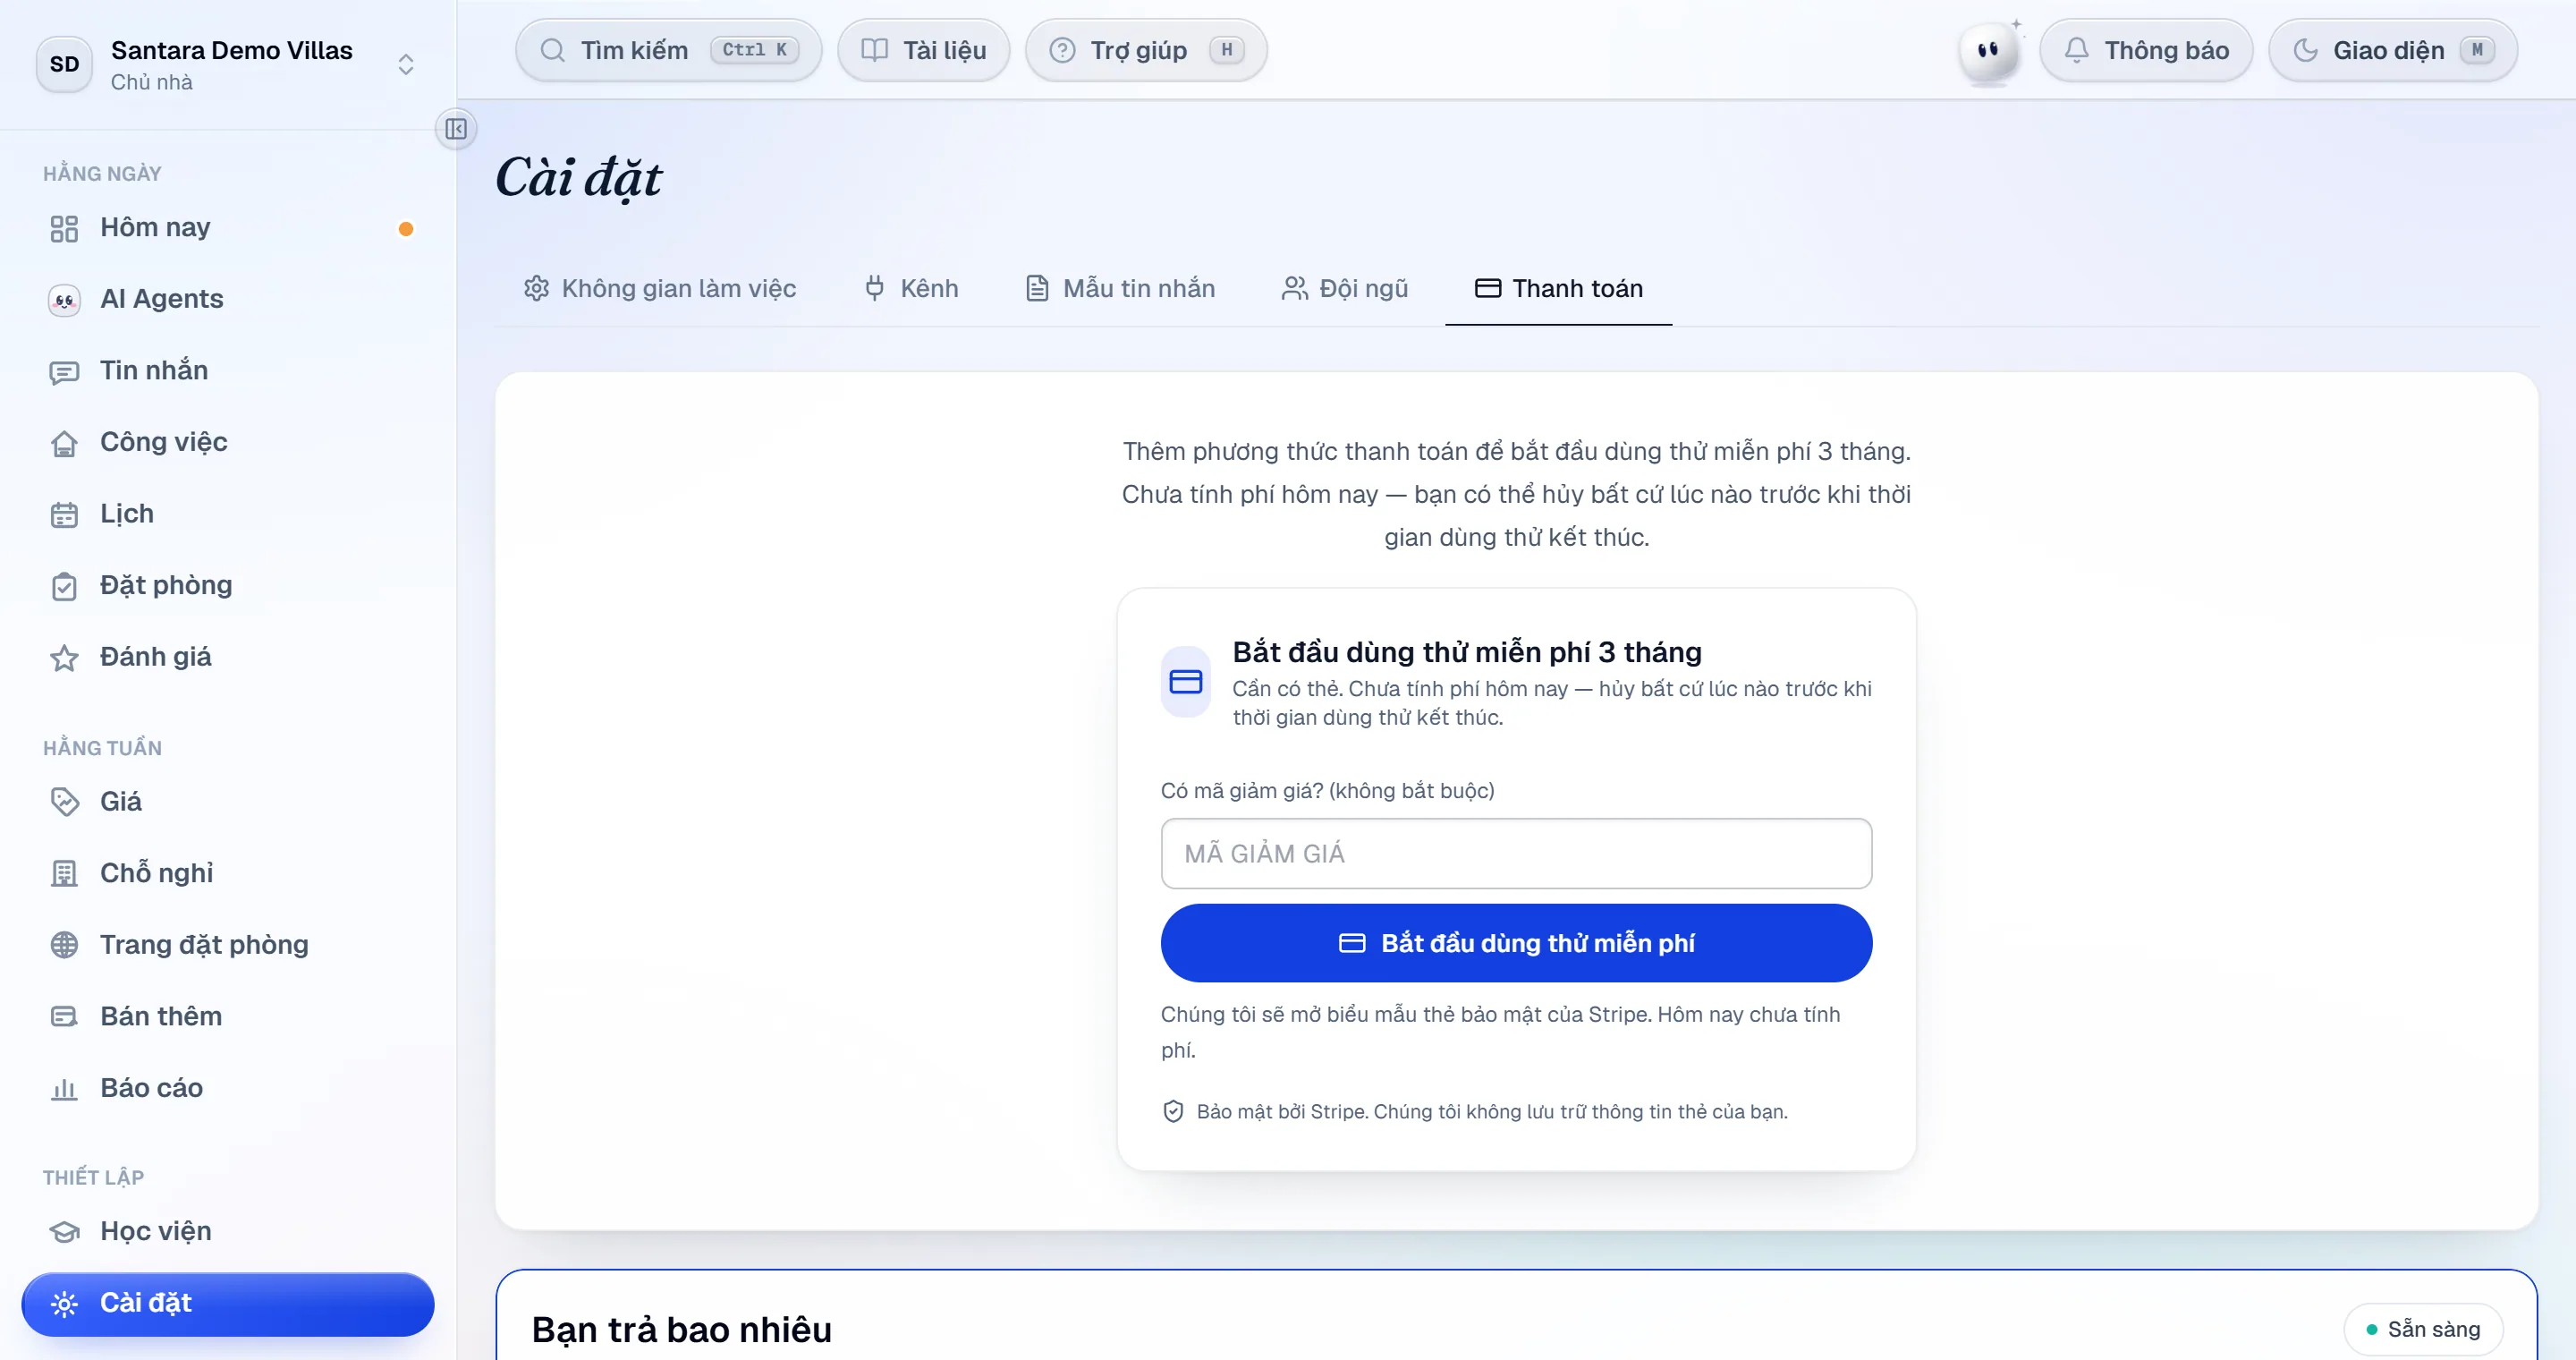 SD
Santara Demo Villas
Chủ nhà
HẰNG NGÀY
Hôm nay
AI Agents
Tin nhắn
Công việc
Lịch
Đặt phòng
Đánh giá
HẰNG TUẦN
Giá
Chỗ nghỉ
Trang đặt phòng
Bán thêm
Báo cáo
THIẾT LẬP
Học viện
Cài đặt
Tìm kiếm Ctrl K
Tài liệu
Trợ giúp H
Thông báo
Giao diện M
Cài đặt
Không gian làm việc
Kênh
Mẫu tin nhắn
Đội ngũ
Thanh toán
Thêm phương thức thanh toán để bắt đầu dùng thử miễn phí 3 tháng.
Chưa tính phí hôm nay — bạn có thể hủy bất cứ lúc nào trước khi thời
gian dùng thử kết thúc.
Bắt đầu dùng thử miễn phí 3 tháng
Cần có thẻ. Chưa tính phí hôm nay — hủy bất cứ lúc nào trước khi
thời gian dùng thử kết thúc.
Có mã giảm giá? (không bắt buộc)
MÃ GIẢM GIÁ
Bắt đầu dùng thử miễn phí
Chúng tôi sẽ mở biểu mẫu thẻ bảo mật của Stripe. Hôm nay chưa tính
phí.
Bảo mật bởi Stripe. Chúng tôi không lưu trữ thông tin thẻ của bạn.
Bạn trả bao nhiêu
Sẵn sàng